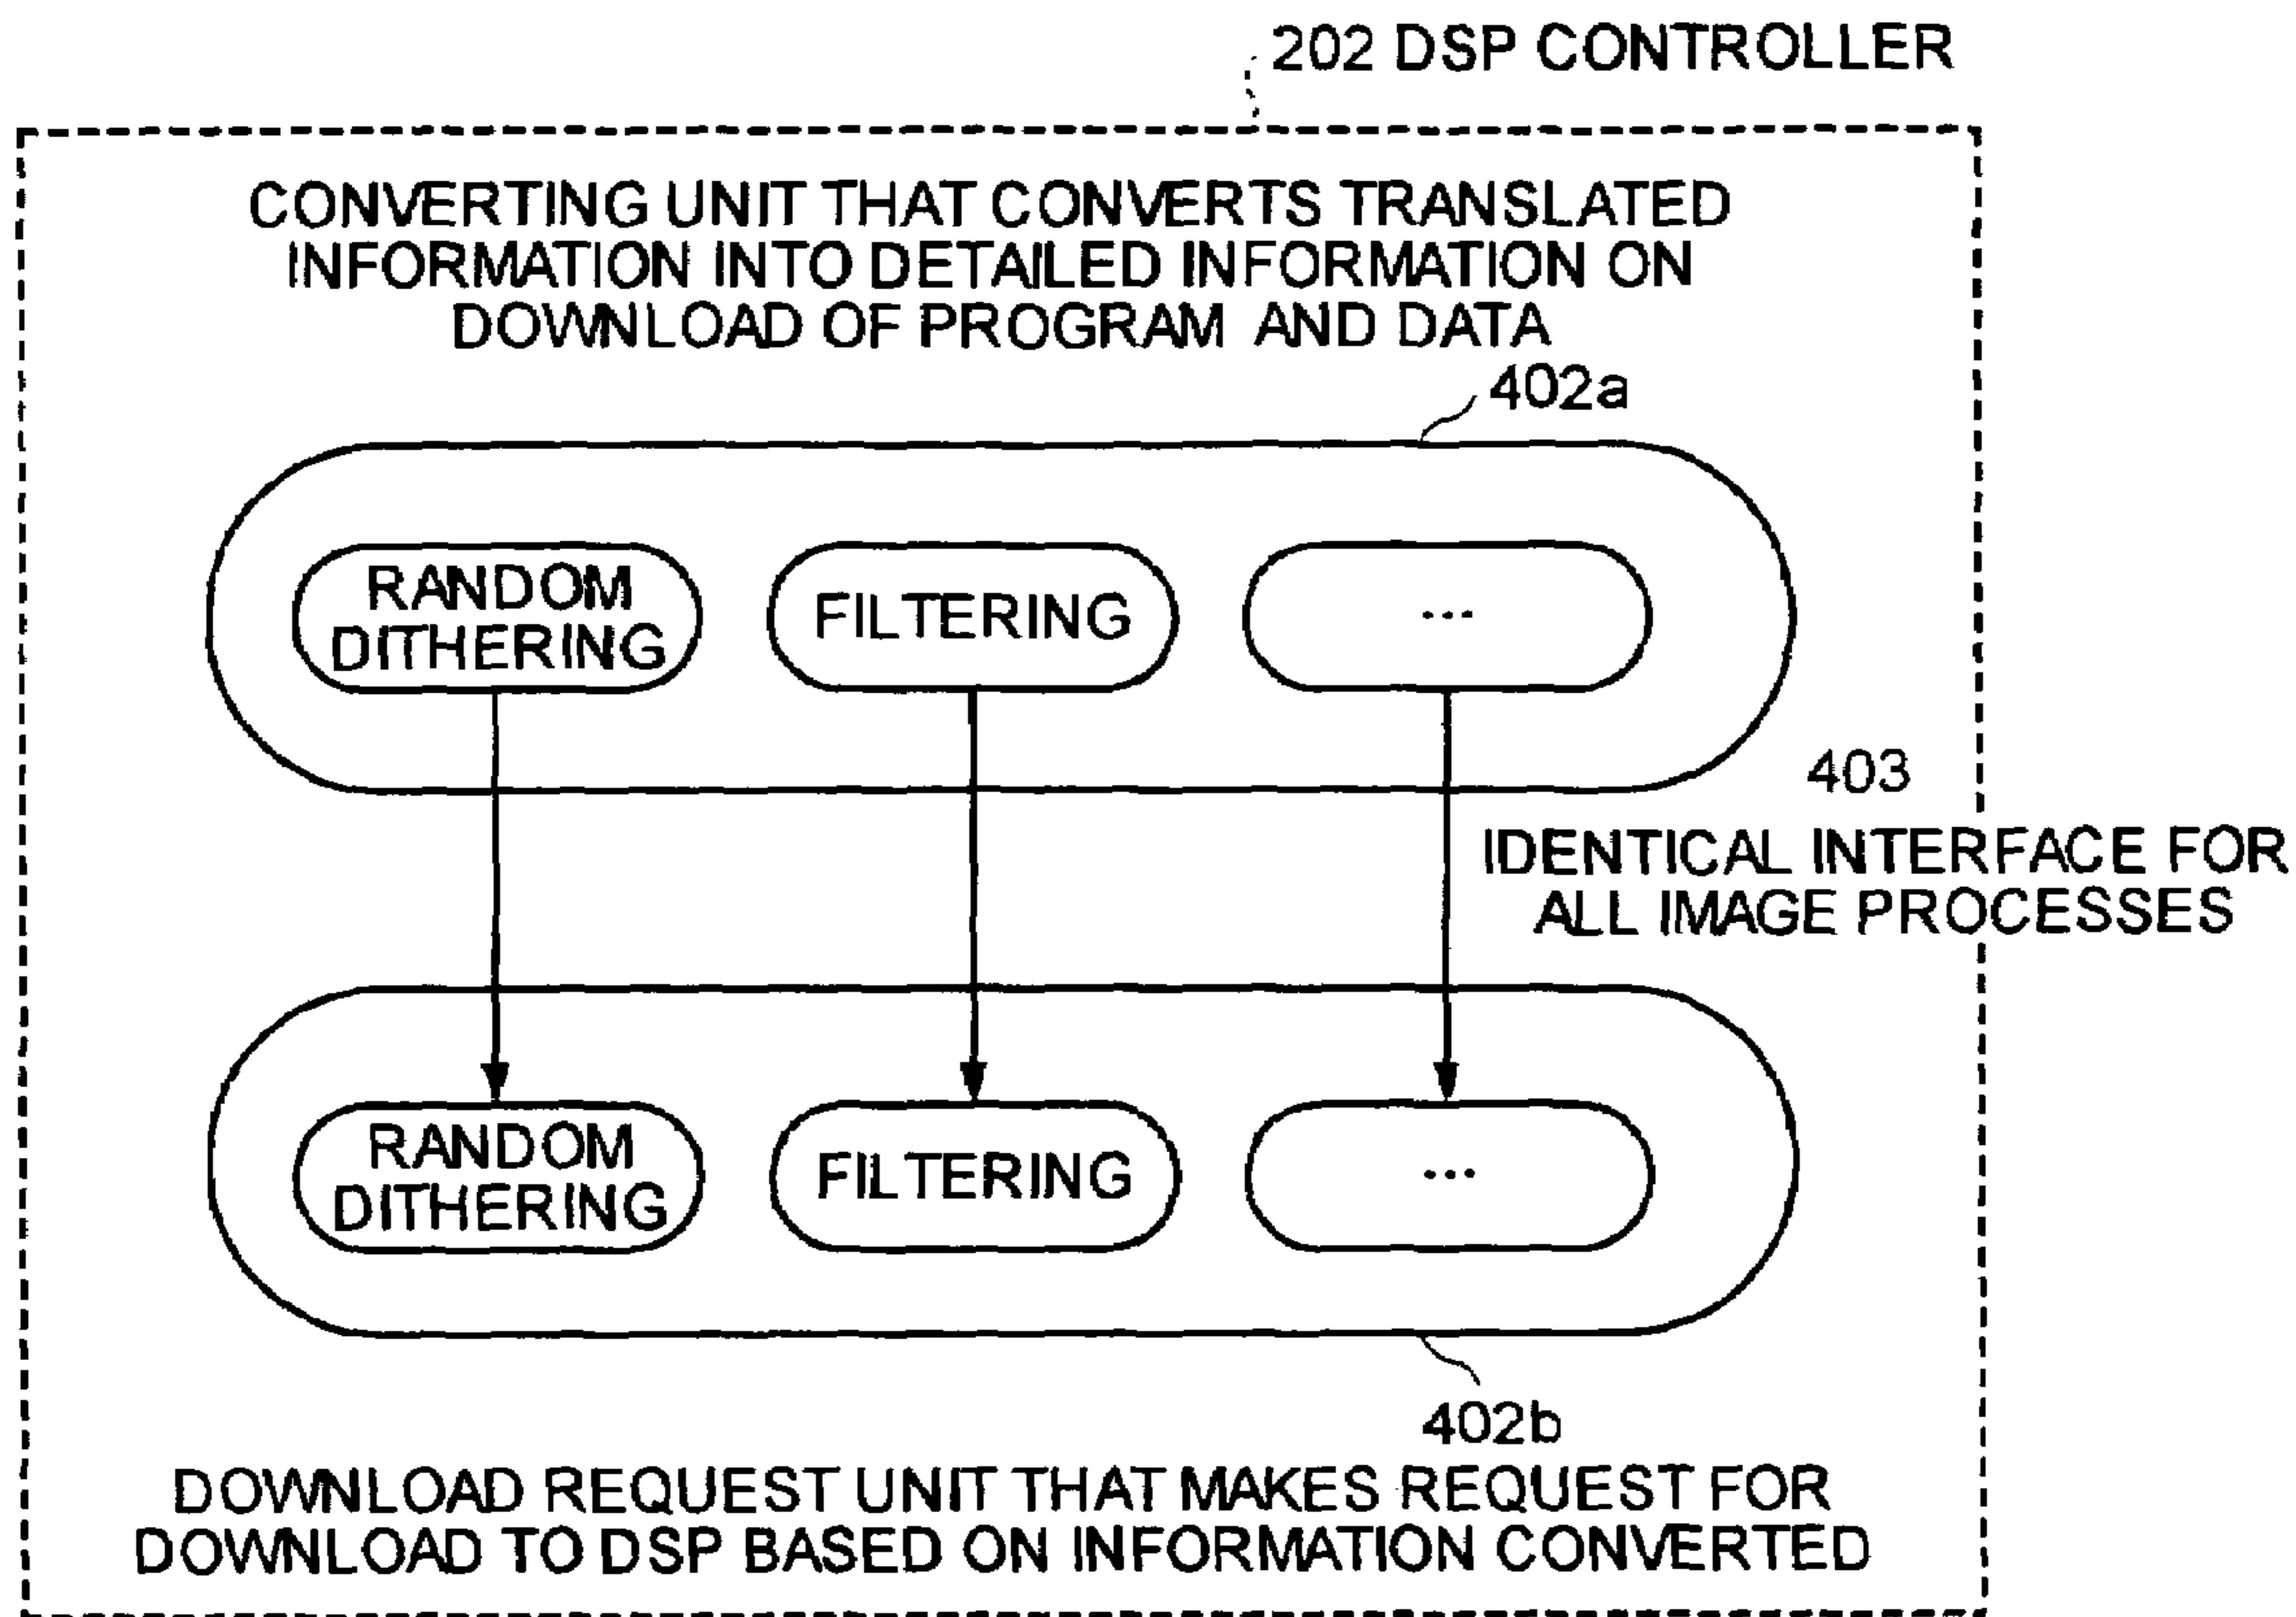 202 DSP CONTROLLER
CONVERTING UNIT THAT CONVERTS TRANSLATED
INFORMATION INTO DETAILED INFORMATION ON
DOWNLOAD OF PROGRAM AND DATA
402a
RANDOM
DITHERING
FILTERING
...
403
IDENTICAL INTERFACE FOR
ALL IMAGE PROCESSES
RANDOM
DITHERING
FILTERING
...
402b
DOWNLOAD REQUEST UNIT THAT MAKES REQUEST FOR
DOWNLOAD TO DSP BASED ON INFORMATION CONVERTED